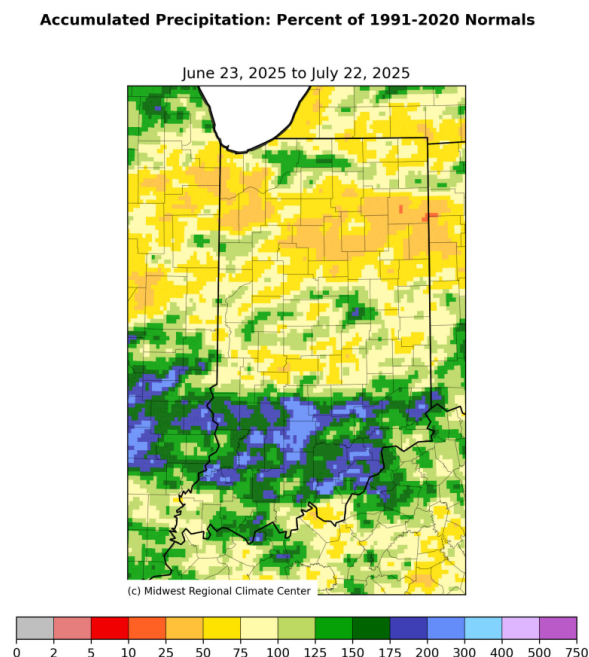 Accumulated Precipitation: Percent of 1991-2020 Normals
June 23, 2025 to July 22, 2025
(c) Midwest Regional Climate Center
0 2 5 10 25 50 75 100 125 150 175 200 300 400 500 750